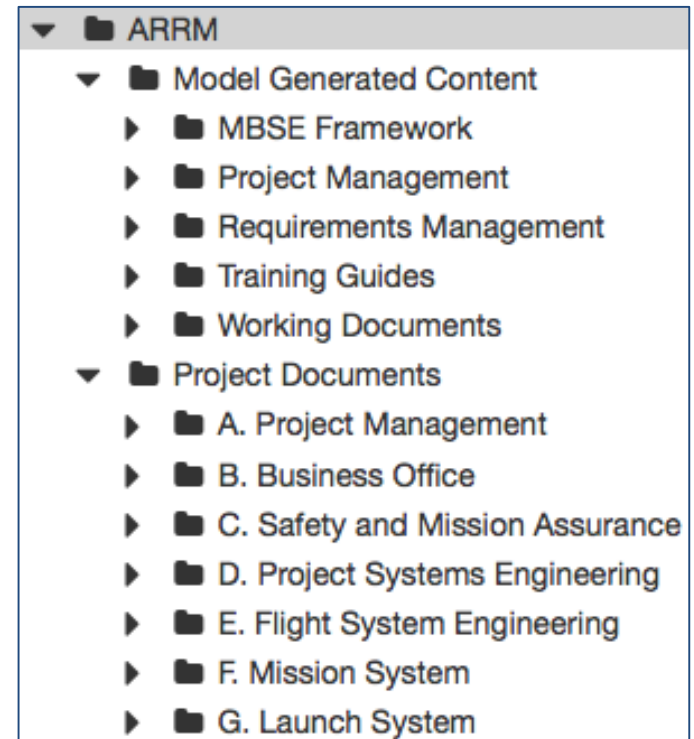 ARRM
Model Generated Content
MBSE Framework
Project Management
Requirements Management
Training Guides
Working Documents
Project Documents
A. Project Management
B. Business Office
C. Safety and Mission Assurance
D. Project Systems Engineering
E. Flight System Engineering
F. Mission System
G. Launch System